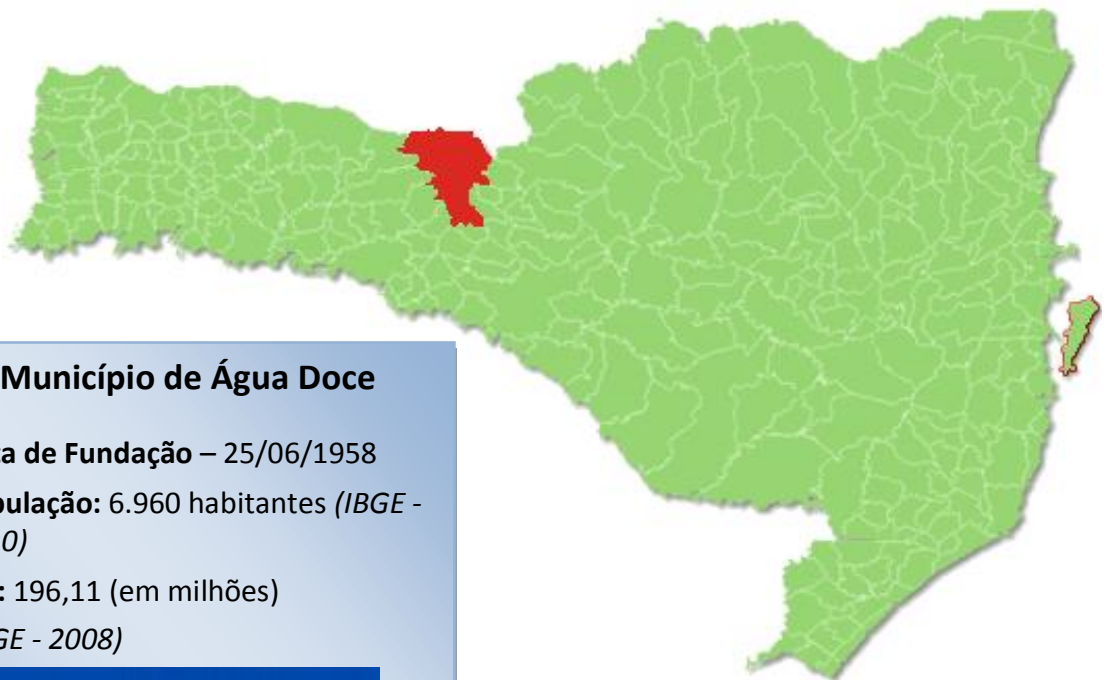 Município de Água Doce
ta de Fundação – 25/06/1958
pulação: 6.960 habitantes (IBGE -
0)
: 196,11 (em milhões)
GE - 2008)